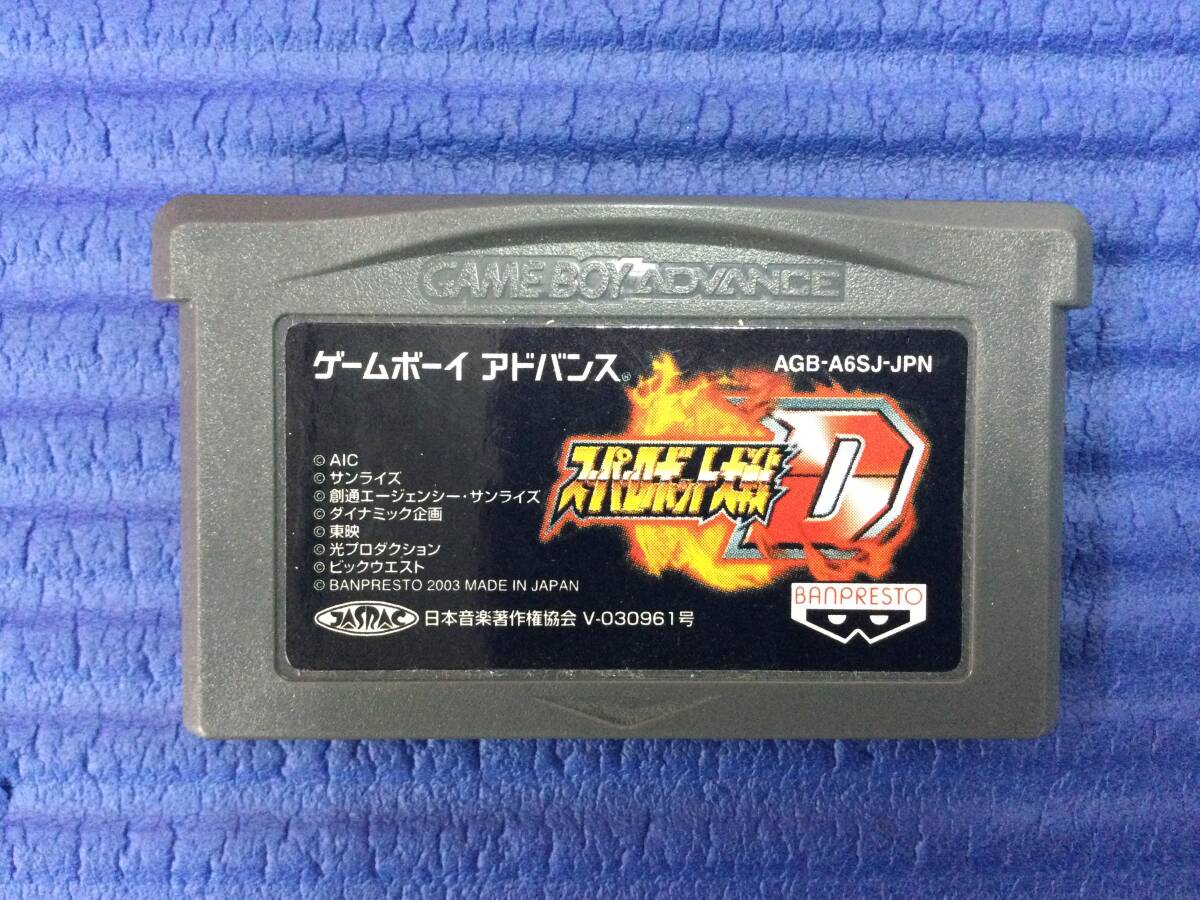 GAME BOY ADVANCE
ゲームボーイ アドバンス®
AGB-A6SJ-JPN
スーパーロボット大戦D
© AIC
© サンライズ
© 創通エージェンシー・サンライズ
© ダイナミック企画
© 東映
© 光プロダクション
© ビックウエスト
© BANPRESTO 2003 MADE IN JAPAN
BANPRESTO
JASRAC 日本音楽著作権協会 V-030961号